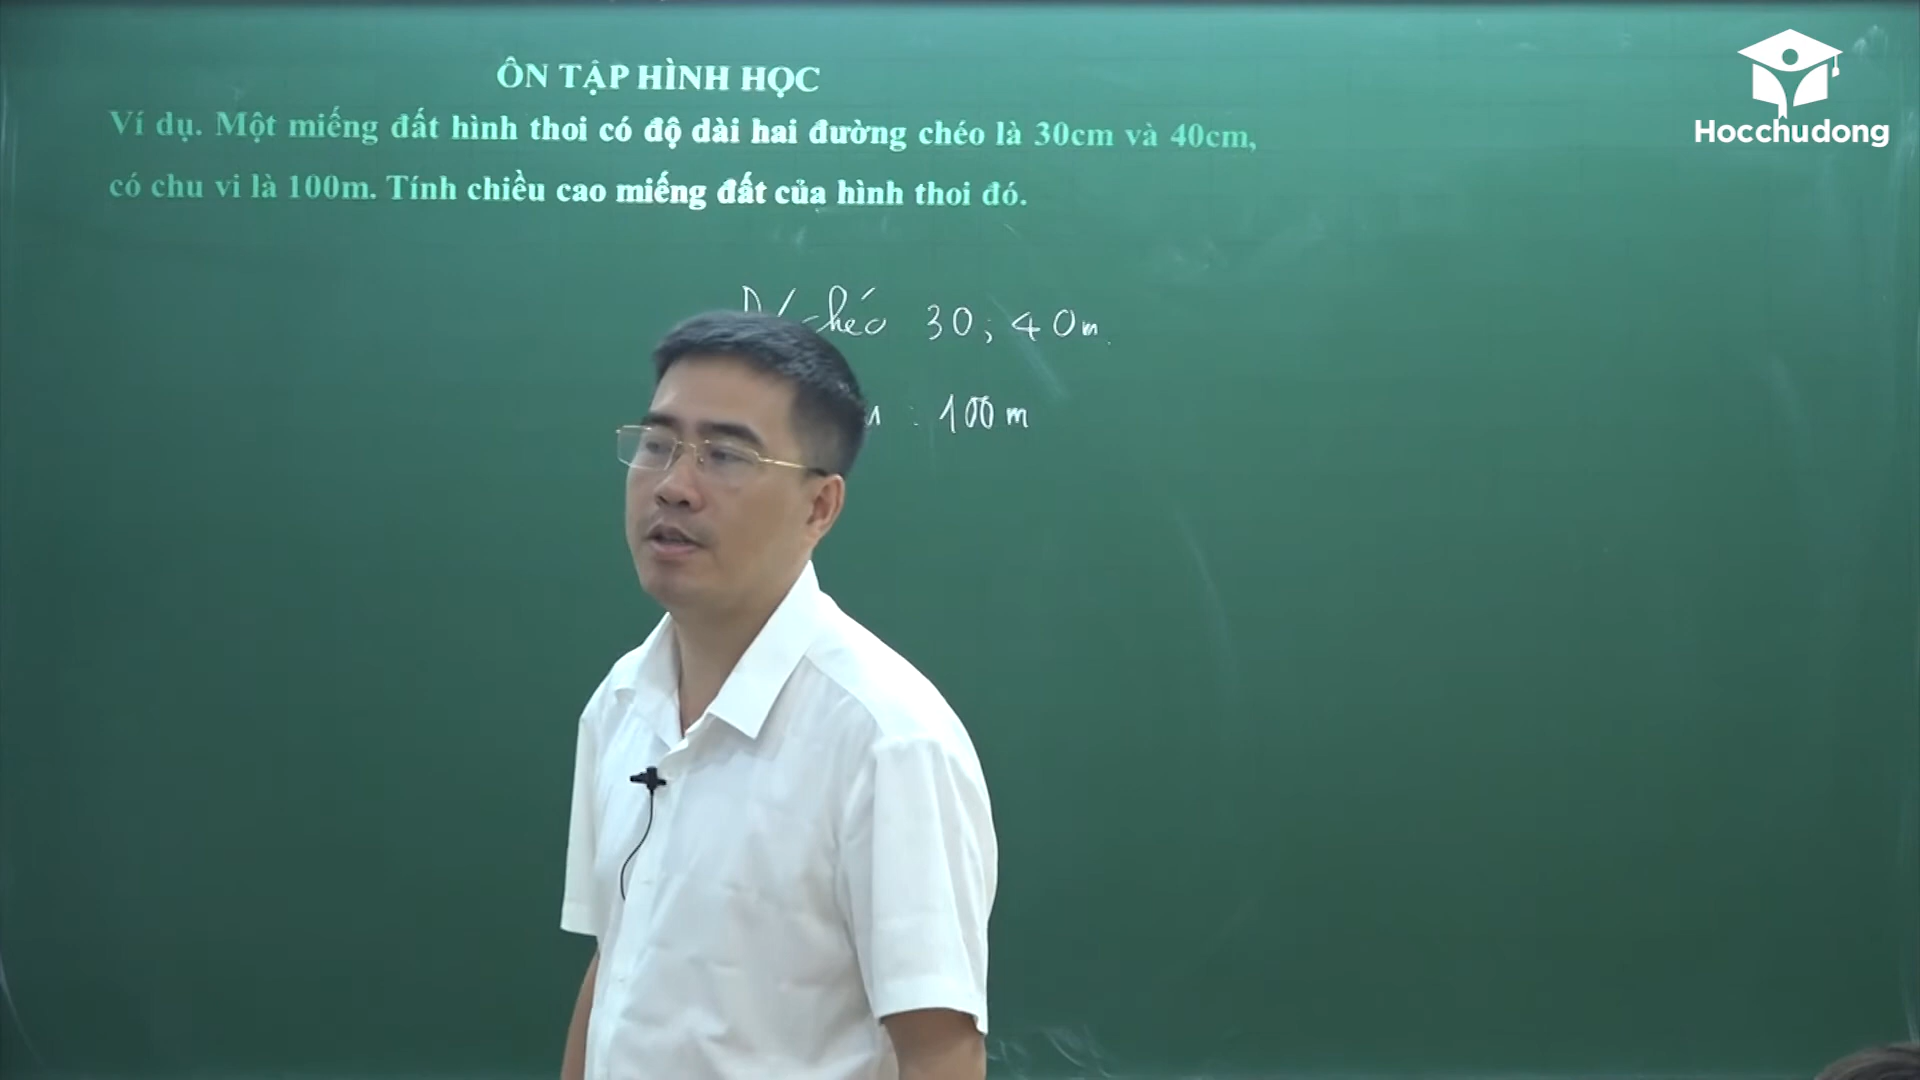 ÔN TẬP HÌNH HỌC
Hocchudong
Ví dụ. Một miếng đất hình thoi có độ dài hai đường chéo là 30cm và 40cm,
có chu vi là 100m. Tính chiều cao miếng đất của hình thoi đó.
chéo 30; 40m.
: 100m